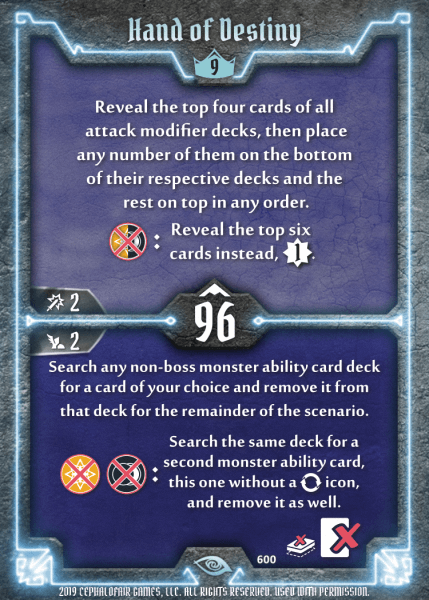 Hand of Destiny
9
Reveal the top four cards of all
attack modifier decks, then place
any number of them on the bottom
of their respective decks and the
rest on top in any order.
: Reveal the top six
cards instead, 1.
2
96
2
Search any non-boss monster ability card deck
for a card of your choice and remove it from
that deck for the remainder of the scenario.
Search the same deck for a
second monster ability card,
: this one without a icon,
and remove it as well.
600
2019 CEPHALOFAIR GAMES, LLC. ALL RIGHTS RESERVED. USED WITH PERMISSION.